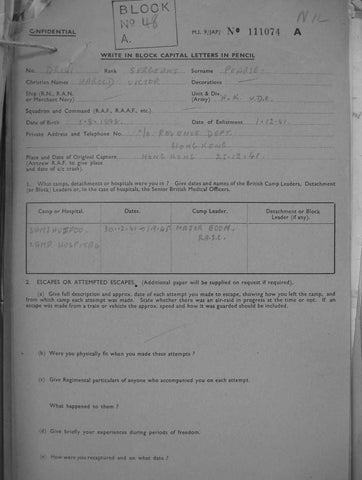 BLOCK
No 48
A.
NIL
CONFIDENTIAL
M.I. 9/JAP/ No 111074 A
WRITE IN BLOCK CAPITAL LETTERS IN PENCIL
No. Rank SERGEANT Surname
Christian Names HAROLD Decorations
Ship (R.N., R.A.N. or Merchant Navy)
Unit & Div. (Army) H.K. V.D.C.
Squadron and Command (R.A.F., R.A.A.F., etc.)
Date of Birth Date of Enlistment 1-12-41
Private Address and Telephone No. c/o REVENUE DEPT.
HONG KONG
Place and Date of Original Capture HONG KONG 25-12-41
(Aircrew R.A.F. to give place and date of a/c crash).
1. What camps, detachments or hospitals were you in ? Give dates and names of the British Camp Leaders, Detachment (or Block) Leaders or, in the case of hospitals, the Senior British Medical Officers.
Camp or Hospital. Dates. Camp Leader. Detachment or Block Leader (if any).
SHAMSHUIPO 30-12-41 MAJOR BOON
CAMP HOSPITAL R.A.S.C.
2. ESCAPES OR ATTEMPTED ESCAPES. (Additional paper will be supplied on request if required).
(a) Give full description and approx. date of each attempt you made to escape, showing how you left the camp, and from which camp each attempt was made. State whether there was an air-raid in progress at the time or not. If an escape was made from a train or vehicle the approx. speed and how it was guarded should be included.
(b) Were you physically fit when you made these attempts ?
(c) Give Regimental particulars of anyone who accompanied you on each attempt.
What happened to them ?
(d) Give briefly your experiences during periods of freedom.
(e) How were you recaptured and on what date ?